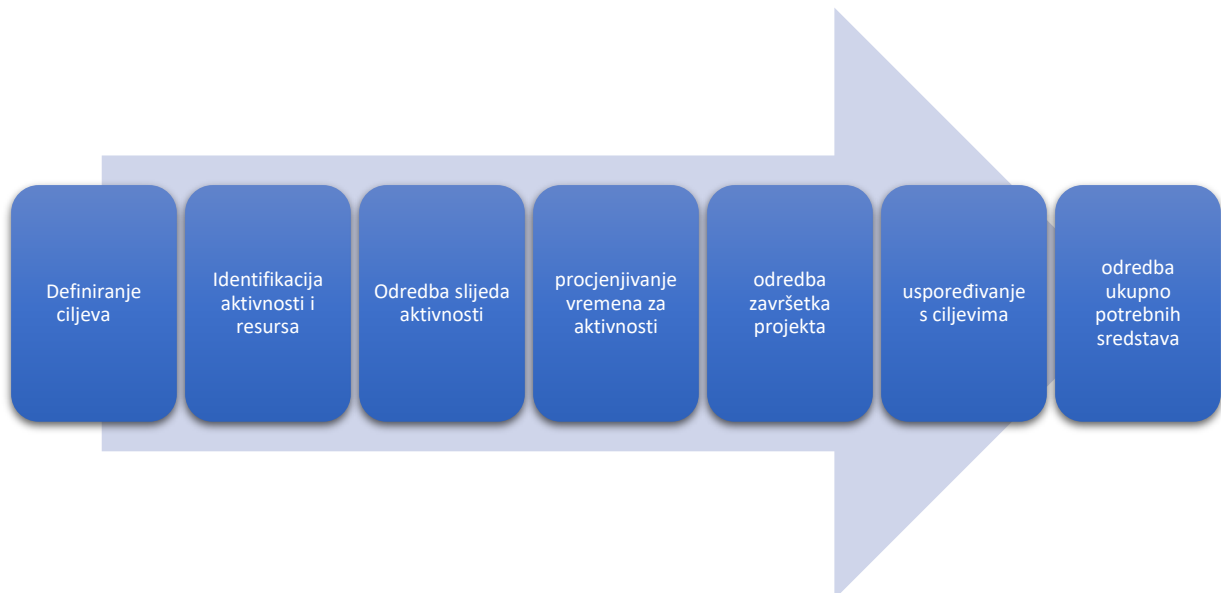 Definiranje
ciljeva
Identifikacija
aktivnosti i
resursa
Odredba slijeda
aktivnosti
procjenjivanje
vremena za
aktivnosti
odredba
završetka
projekta
uspoređivanje
s ciljevima
odredba
ukupno
potrebnih
sredstava